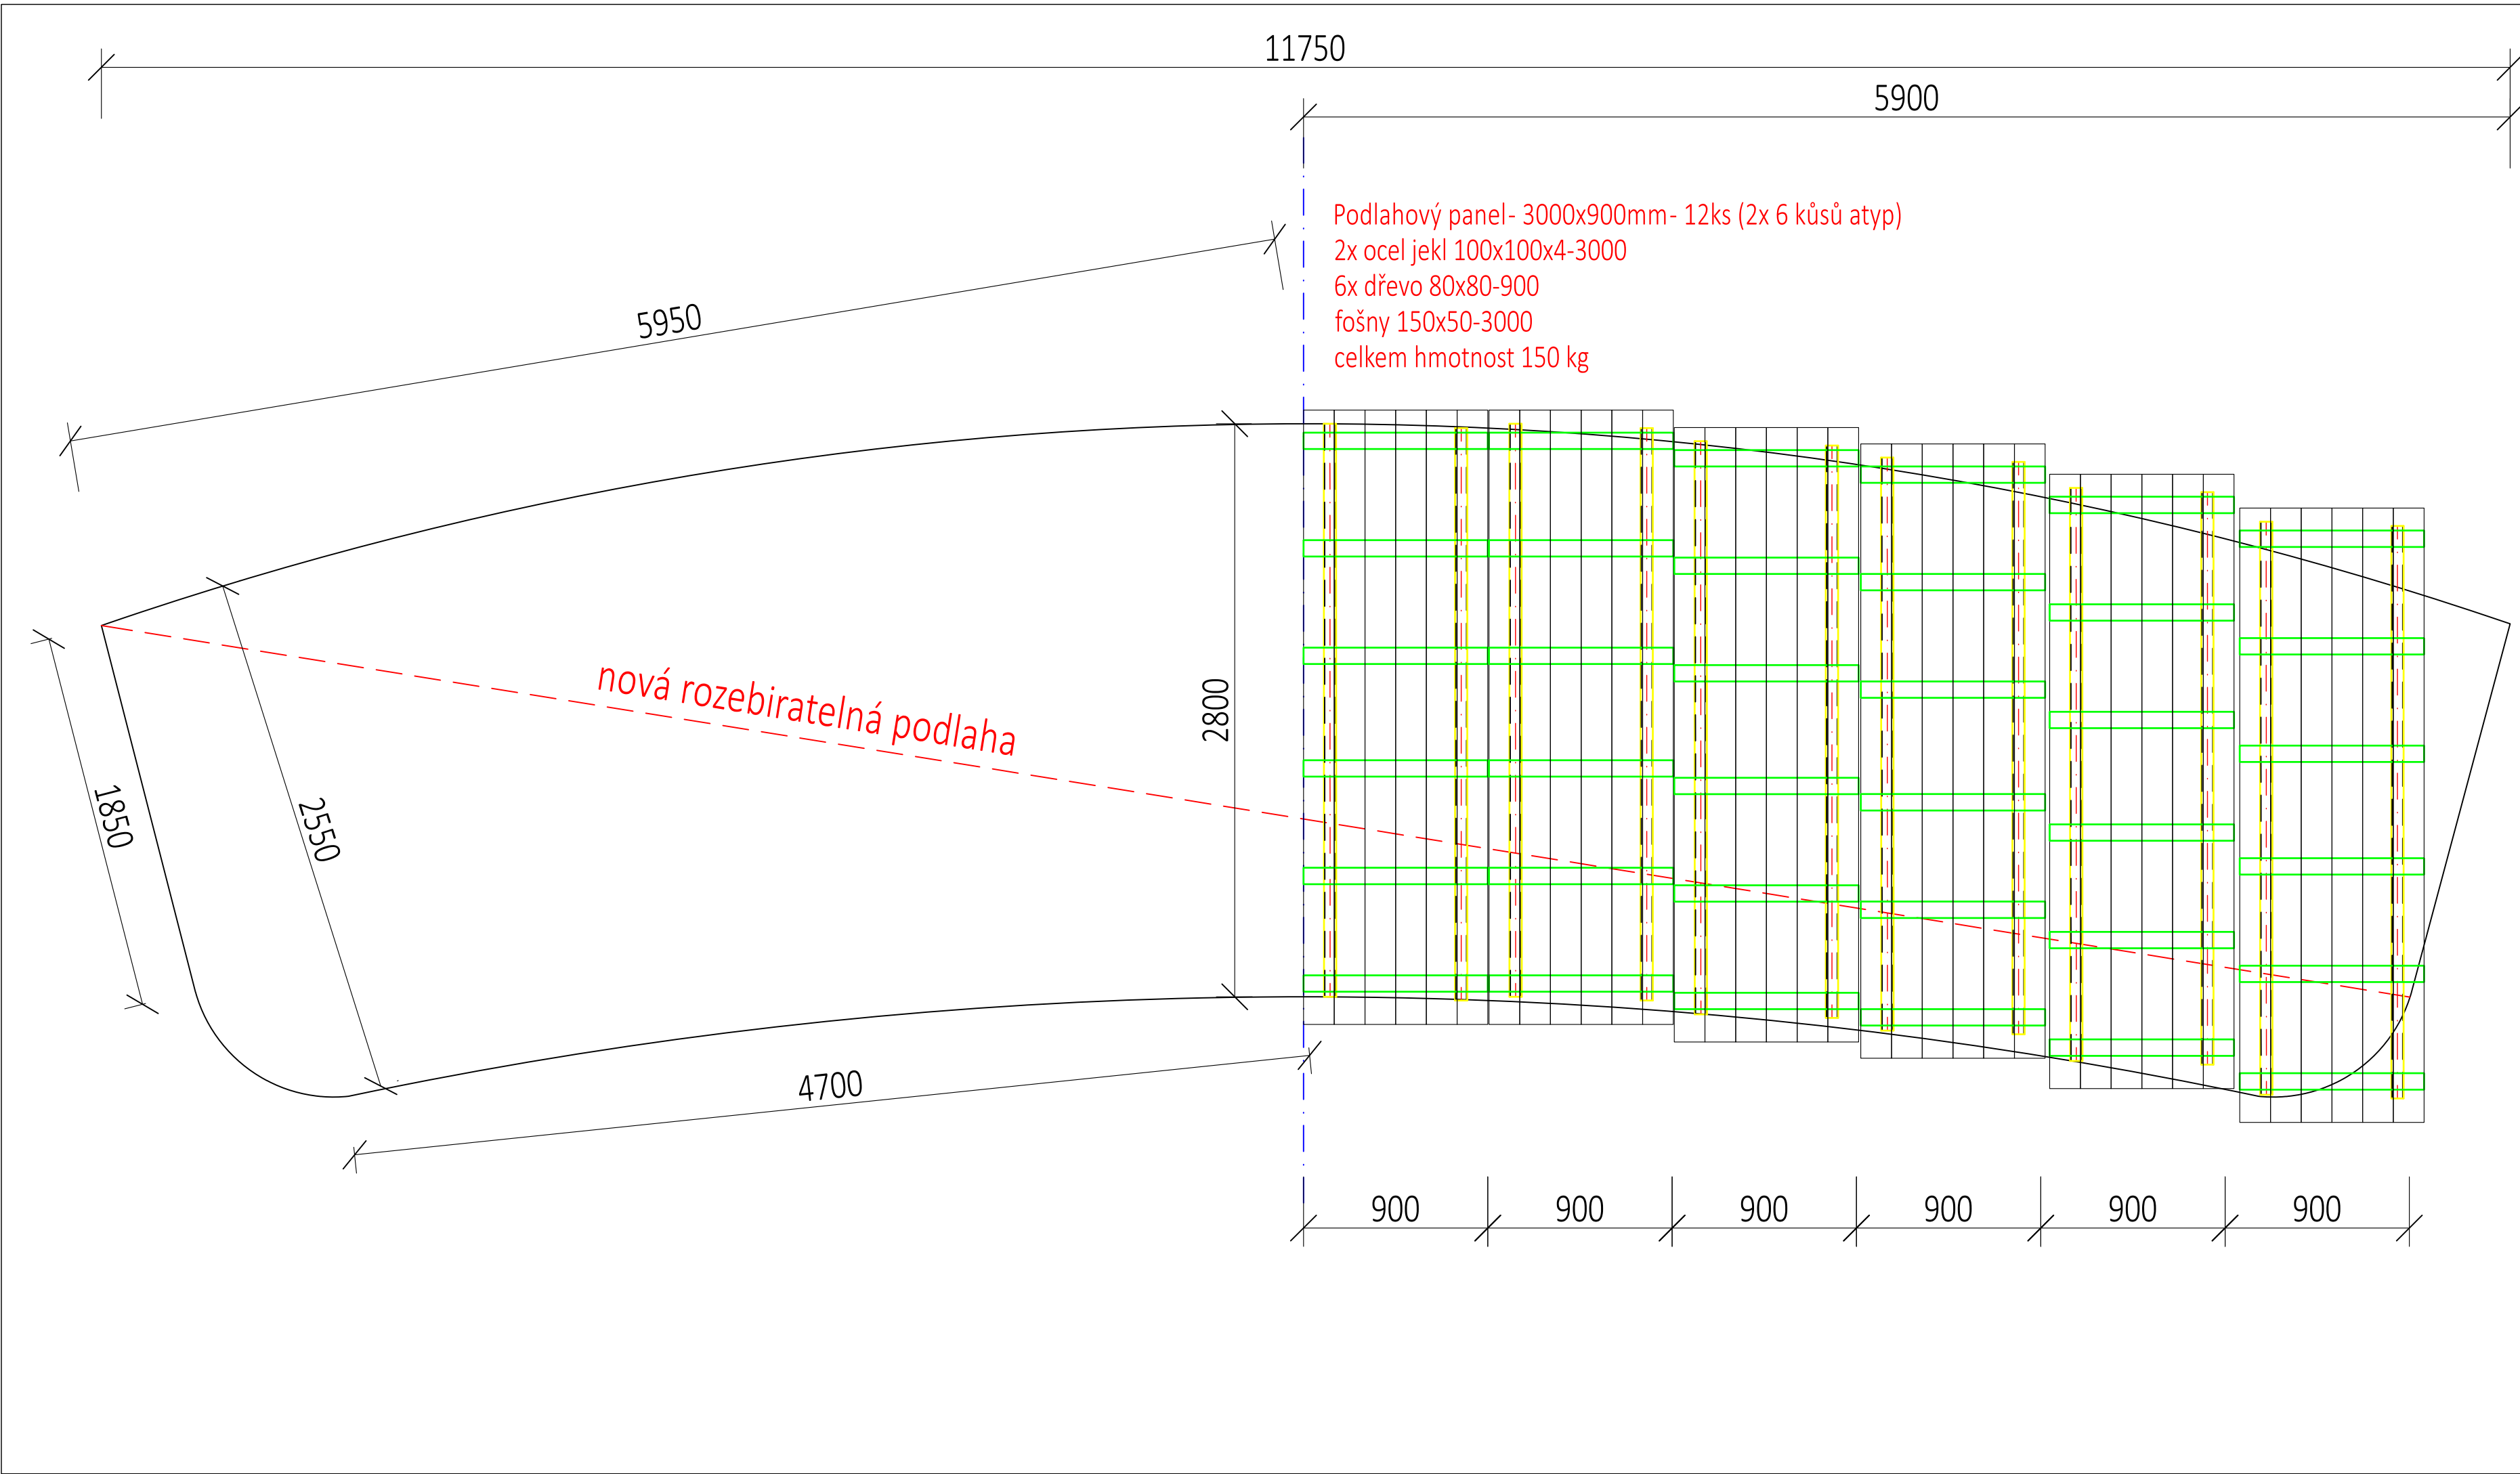 11750
5900
Podlahový panel- 3000x900mm- 12ks (2x 6 kůsů atyp)
2x ocel jekl 100x100x4-3000
6x dřevo 80x80-900
fošny 150x50-3000
celkem hmotnost 150 kg
5950
nová rozebiratelná podlaha
2800
1850
2550
4700
900 900 900 900 900 900